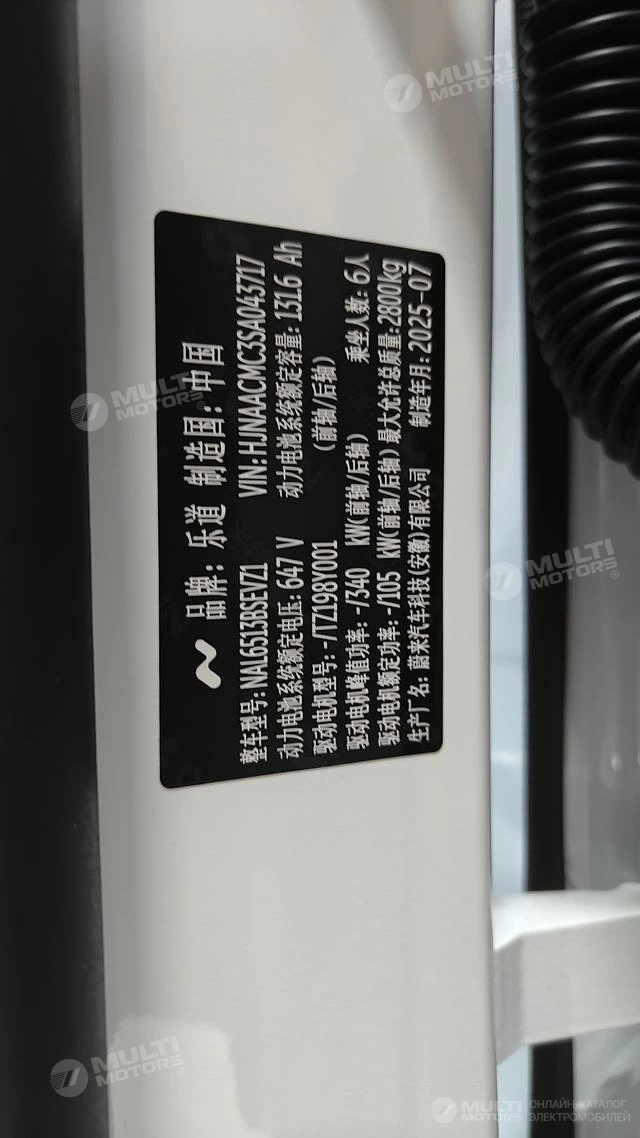 品牌：乐道 制造国：中国
整车型号：NAL6513BSEVZ1 VIN：HJNAACMC3SA043717
动力电池系统额定电压：647 V 动力电池系统额定容量：131.6 Ah
驱动电机型号：-/TZ198Y001 (前轴/后轴)
驱动电机峰值功率：-/340 kW(前轴/后轴) 乘坐人数：6人
驱动电机额定功率：-/105 kW(前轴/后轴) 最大允许总质量：2800kg
生产厂名：蔚来汽车科技(安徽)有限公司 制造年月：2025-07
MULTI MOTORS®
MULTI MOTORS®
MULTI MOTORS®
MULTI MOTORS®
MULTI MOTORS® ОНЛАЙН-КАТАЛОГ
ЭЛЕКТРОМОБИЛЕЙ